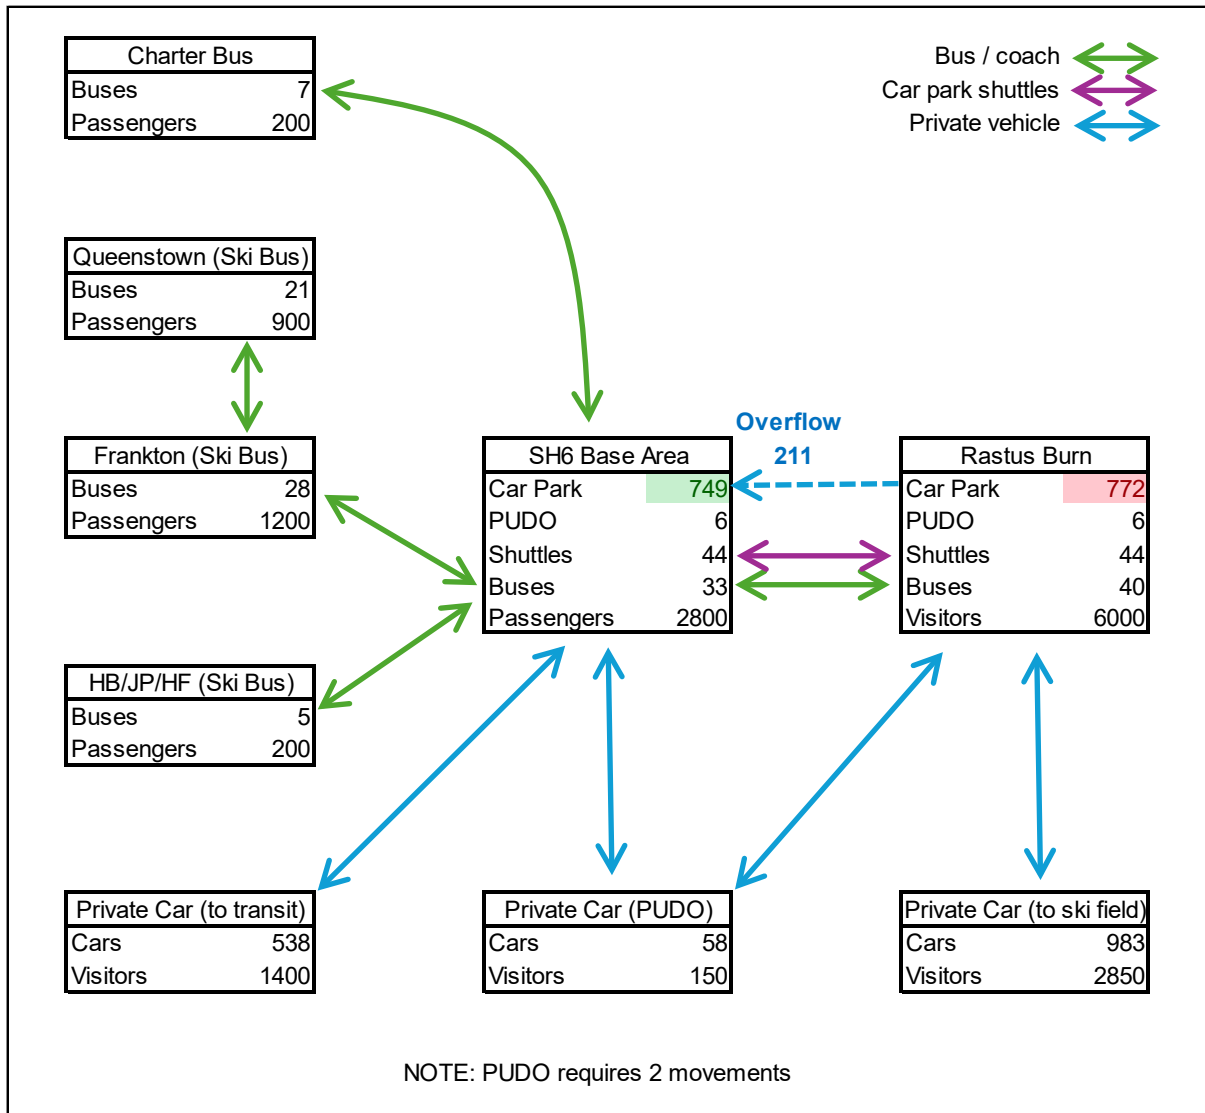 Charter Bus
Buses 7
Passengers 200
Bus / coach
Car park shuttles
Private vehicle
Queenstown (Ski Bus)
Buses 21
Passengers 900
Frankton (Ski Bus)
Buses 28
Passengers 1200
Overflow
211
SH6 Base Area
Car Park 749
PUDO 6
Shuttles 44
Buses 33
Passengers 2800
Rastus Burn
Car Park 772
PUDO 6
Shuttles 44
Buses 40
Visitors 6000
HB/JP/HF (Ski Bus)
Buses 5
Passengers 200
Private Car (to transit)
Cars 538
Visitors 1400
Private Car (PUDO)
Cars 58
Visitors 150
Private Car (to ski field)
Cars 983
Visitors 2850
NOTE: PUDO requires 2 movements